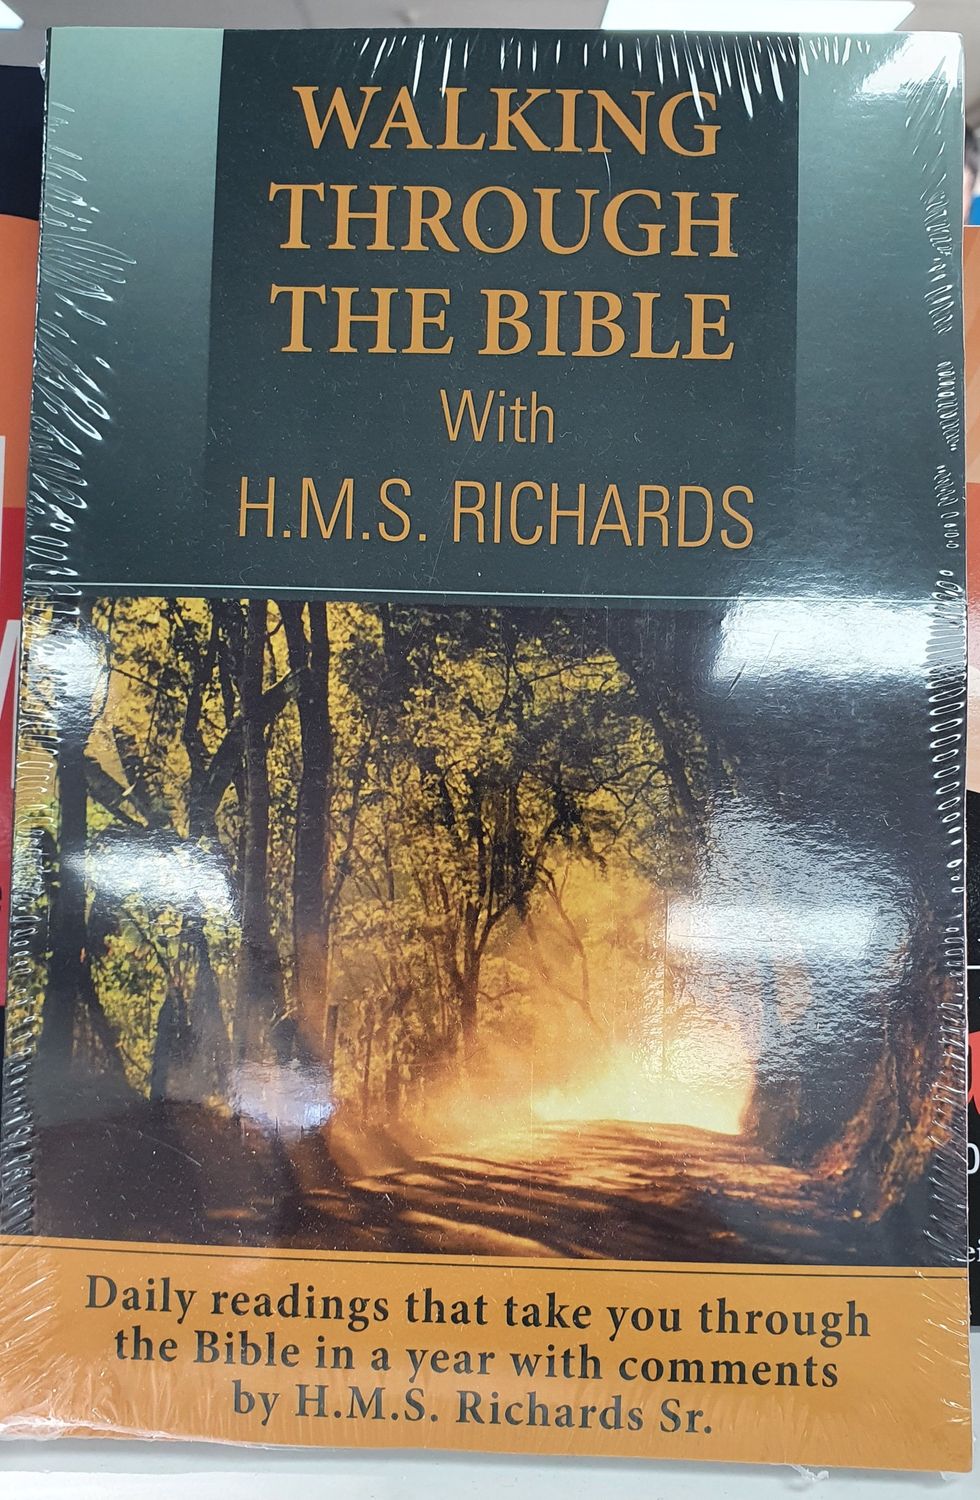 WALKING
THROUGH
THE BIBLE
With
H.M.S. RICHARDS
Daily readings that take you through
the Bible in a year with comments
by H.M.S. Richards Sr.